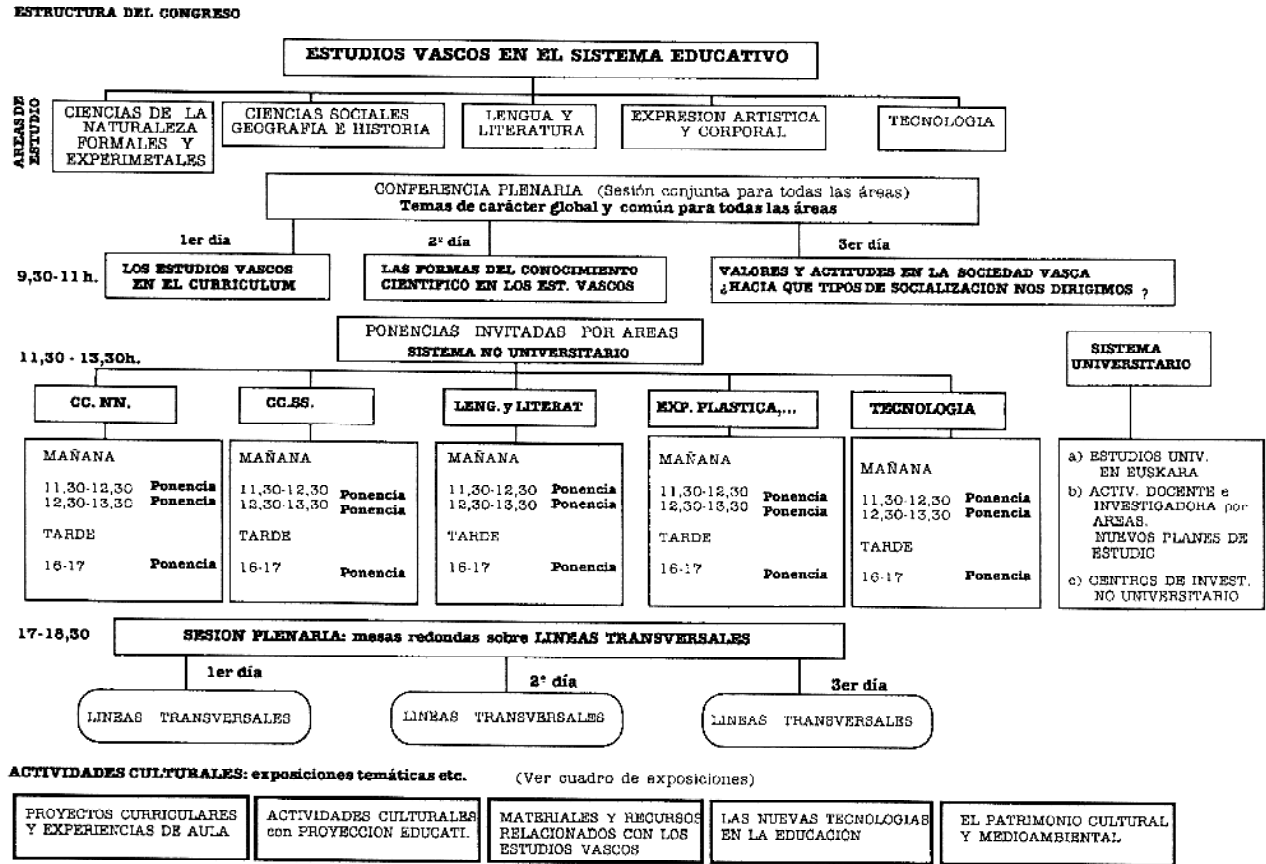 ESTRUCTURA DEL CONGRESO
ESTUDIOS VASCOS EN EL SISTEMA EDUCATIVO
AREAS DE
ESTUDIO
CIENCIAS DE LA
NATURALEZA
FORMALES Y
EXPERIMETALES
CIENCIAS SOCIALES
GEOGRAFIA E HISTORIA
LENGUA Y
LITERATURA
EXPRESION ARTISTICA
Y CORPORAL
TECNOLOGIA
CONFERENCIA PLENARIA (Sesión conjunta para todas las áreas)
Temas de carácter global y común para todas las áreas
1er día
2º día
3er día
9,30-11 h.
LOS ESTUDIOS VASCOS
EN EL CURRICULUM
LAS FORMAS DEL CONOCIMIENTO
CIENTIFICO EN LOS EST. VASCOS
VALORES Y ACTITUDES EN LA SOCIEDAD VASCA
¿HACIA QUE TIPOS DE SOCIALIZACION NOS DIRIGIMOS ?
11,30 - 13,30h.
PONENCIAS INVITADAS POR AREAS
SISTEMA NO UNIVERSITARIO
SISTEMA
UNIVERSITARIO
CC. NN.
CC.SS.
LENG. y LITERAT
EXP. PLASTICA,...
TECNOLOGIA
MAÑANA
11,30-12,30 Ponencia
12,30-13,30 Ponencia
TARDE
16-17 Ponencia
MAÑANA
11,30-12,30 Ponencia
12,30-13,30 Ponencia
TARDE
16-17 Ponencia
MAÑANA
11,30-12,30 Ponencia
12,30-13,30 Ponencia
TARDE
16-17 Ponencia
MAÑANA
11,30-12,30 Ponencia
12,30-13,30 Ponencia
TARDE
16-17 Ponencia
MAÑANA
11,30-12,30 Ponencia
12,30-13,30 Ponencia
TARDE
16-17 Ponencia
a) ESTUDIOS UNIV.
EN EUSKARA
b) ACTIV. DOCENTE e
INVESTIGADORA por
AREAS.
NUEVOS PLANES DE
ESTUDIO
c) CENTROS DE INVEST.
NO UNIVERSITARIO
17-18,30
SESION PLENARIA: mesas redondas sobre LINEAS TRANSVERSALES
1er día
2º día
3er día
LINEAS TRANSVERSALES
LINEAS TRANSVERSALES
LINEAS TRANSVERSALES
ACTIVIDADES CULTURALES: exposiciones temáticas etc. (Ver cuadro de exposiciones)
PROYECTOS CURRICULARES
Y EXPERIENCIAS DE AULA
ACTIVIDADES CULTURALES
con PROYECCION EDUCATI.
MATERIALES Y RECURSOS
RELACIONADOS CON LOS
ESTUDIOS VASCOS
LAS NUEVAS TECNOLOGIAS
EN LA EDUCACIÓN
EL PATRIMONIO CULTURAL
Y MEDIOAMBIENTAL